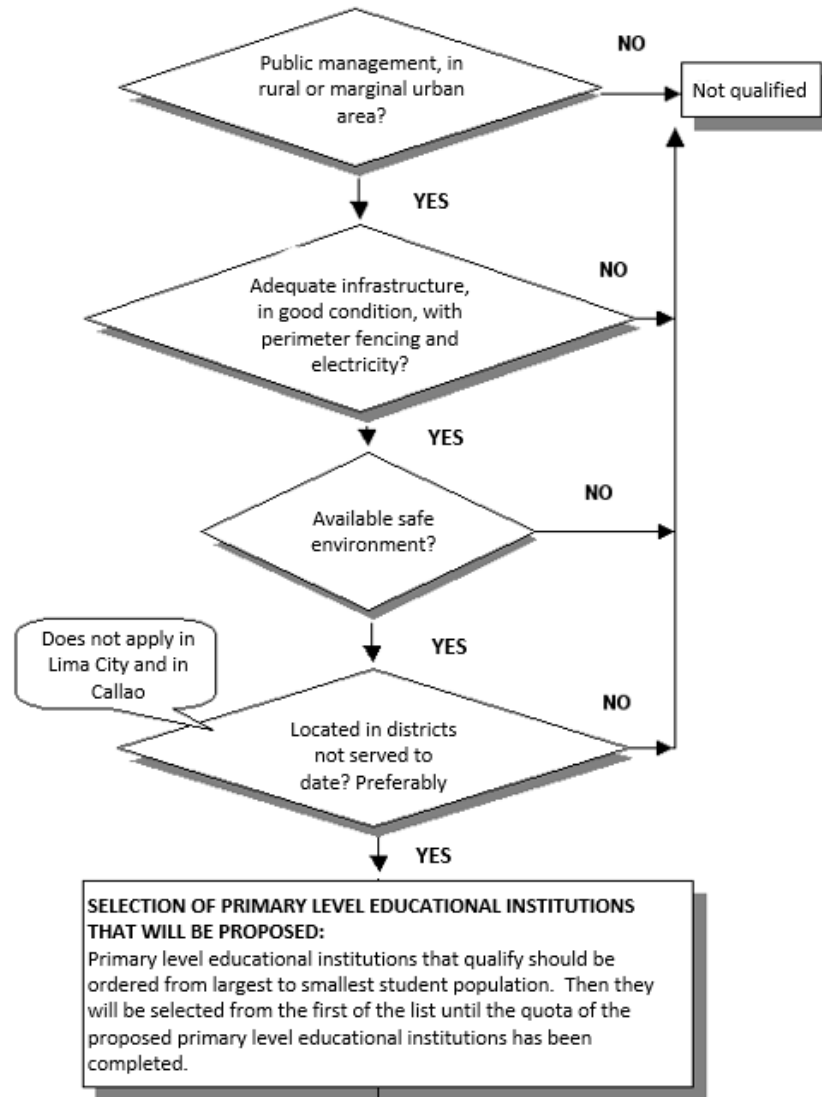 Public management, in
rural or marginal urban
area?
NO
Not qualified
YES
Adequate infrastructure,
in good condition, with
perimeter fencing and
electricity?
NO
YES
Available safe
environment?
NO
YES
Does not apply in
Lima City and in
Callao
Located in districts
not served to
date? Preferably
NO
YES
SELECTION OF PRIMARY LEVEL EDUCATIONAL INSTITUTIONS
THAT WILL BE PROPOSED:
Primary level educational institutions that qualify should be
ordered from largest to smallest student population. Then they
will be selected from the first of the list until the quota of the
proposed primary level educational institutions has been
completed.